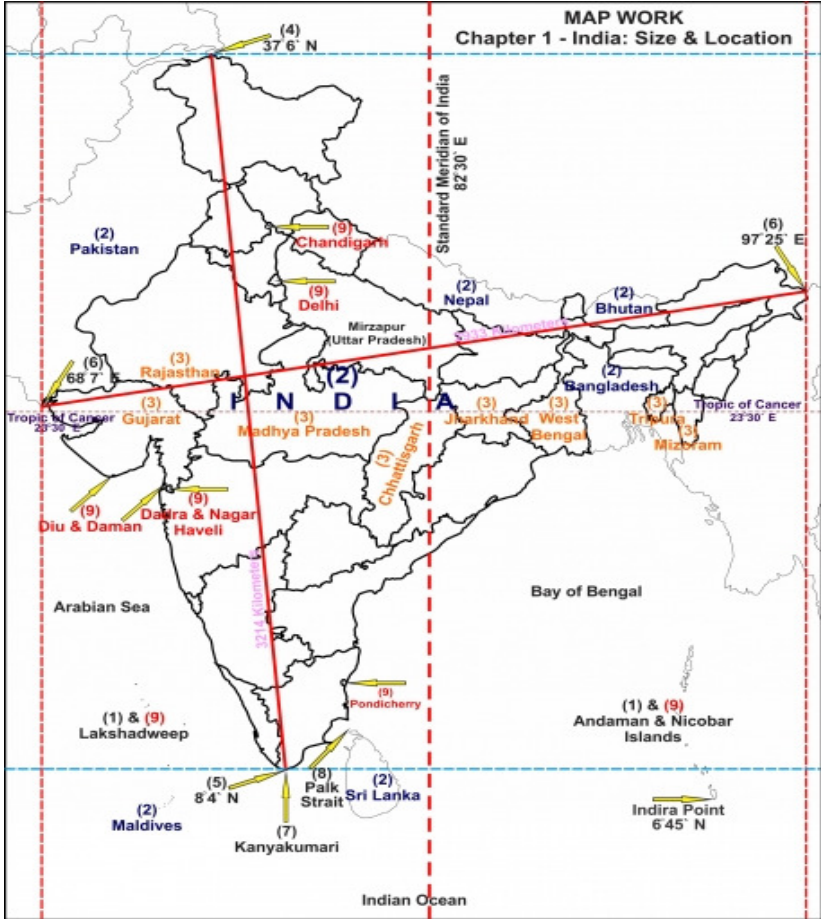 MAP WORK
Chapter 1 - India: Size & Location
(4)
37`6` N
Standard Meridian of India
82`30` E
(9)
Chandigarh
(2)
Pakistan
(6)
97`25` E
(9)
Delhi
(2)
Nepal
(2)
Bhutan
Mirzapur
(Uttar Pradesh)
2933 Kilometers
(6)
68`7` E
(3)
Rajasthan
(2)
I N D I A
(2)
Bangladesh
Tropic of Cancer
23`30` E
(3)
Gujarat
(3)
Madhya Pradesh
(3)
Chhattisgarh
(3)
Jharkhand
(3)
West
Bengal
(3)
Tripura
(3)
Mizoram
Tropic of Cancer
23`30` E
(9)
Diu & Daman
(9)
Dadra & Nagar
Haveli
3214 Kilometers
Arabian Sea
Bay of Bengal
(9)
Pondicherry
(1) & (9)
Lakshadweep
(1) & (9)
Andaman & Nicobar
Islands
(5)
8`4` N
(8)
Palk
Strait
(2)
Sri Lanka
(2)
Maldives
(7)
Kanyakumari
Indira Point
6`45` N
Indian Ocean